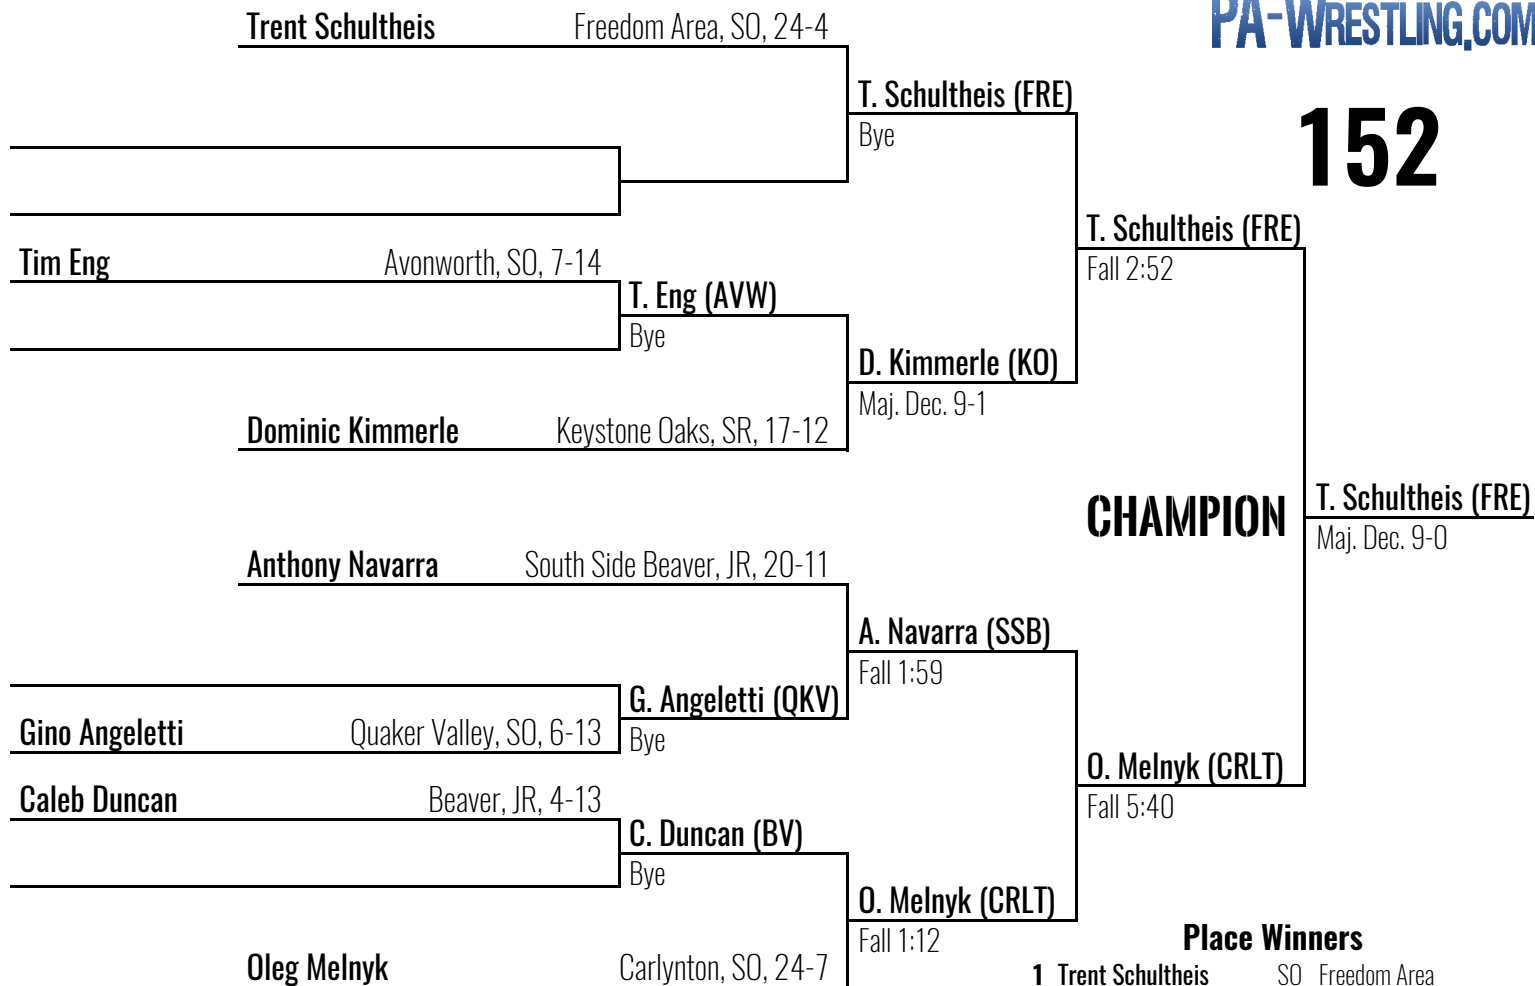 PA-WRESTLING.COM
152
Trent Schultheis Freedom Area, SO, 24-4
T. Schultheis (FRE)
Bye
T. Schultheis (FRE)
Fall 2:52
Tim Eng Avonworth, SO, 7-14
T. Eng (AVW)
Bye
D. Kimmerle (KO)
Maj. Dec. 9-1
Dominic Kimmerle Keystone Oaks, SR, 17-12
CHAMPION
T. Schultheis (FRE)
Maj. Dec. 9-0
Anthony Navarra South Side Beaver, JR, 20-11
A. Navarra (SSB)
Fall 1:59
G. Angeletti (QKV)
Bye
Gino Angeletti Quaker Valley, SO, 6-13
O. Melnyk (CRLT)
Fall 5:40
Caleb Duncan Beaver, JR, 4-13
C. Duncan (BV)
Bye
O. Melnyk (CRLT)
Fall 1:12
Oleg Melnyk Carlynton, SO, 24-7
Place Winners
1 Trent Schultheis SO Freedom Area